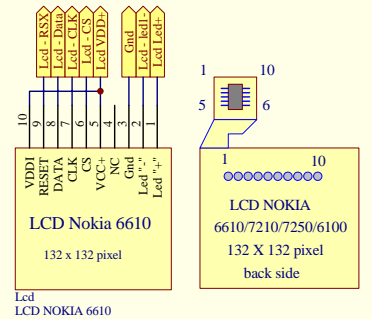 Lcd - RSX
Lcd - Data
Lcd - CLK
Lcd - CS
Lcd VDD+
Gnd
Lcd - led1-
Lcd Led+
10
9
8
7
6
5
4
3
2
1
VDDI
RESET
DATA
CLK
CS
VCC+
NC
Gnd
Led "-"
Led "+"
LCD Nokia 6610
132 x 132 pixel
Lcd
LCD NOKIA 6610
1 10
5 6
1 10
LCD NOKIA
6610/7210/7250/6100
132 X 132 pixel
back side